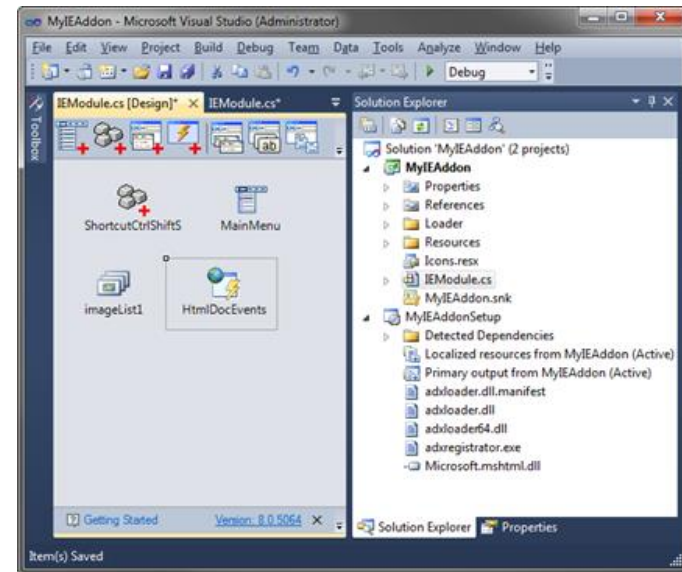 MyIEAddon - Microsoft Visual Studio (Administrator)
File Edit View Project Build Debug Team Data Tools Analyze Window Help
Debug
IEModule.cs [Design]* IEModule.cs*
Toolbox
ab
ShortcutCtrlShiftS MainMenu
imageList1 HtmlDocEvents
Getting Started Version: 8.0.5064
Solution Explorer
Solution 'MyIEAddon' (2 projects)
MyIEAddon
Properties
References
Loader
Resources
Icons.resx
IEModule.cs
MyIEAddon.snk
MyIEAddonSetup
Detected Dependencies
Localized resources from MyIEAddon (Active)
Primary output from MyIEAddon (Active)
adxloader.dll.manifest
adxloader.dll
adxloader64.dll
adxregistrator.exe
Microsoft.mshtml.dll
Solution Explorer Properties
Item(s) Saved